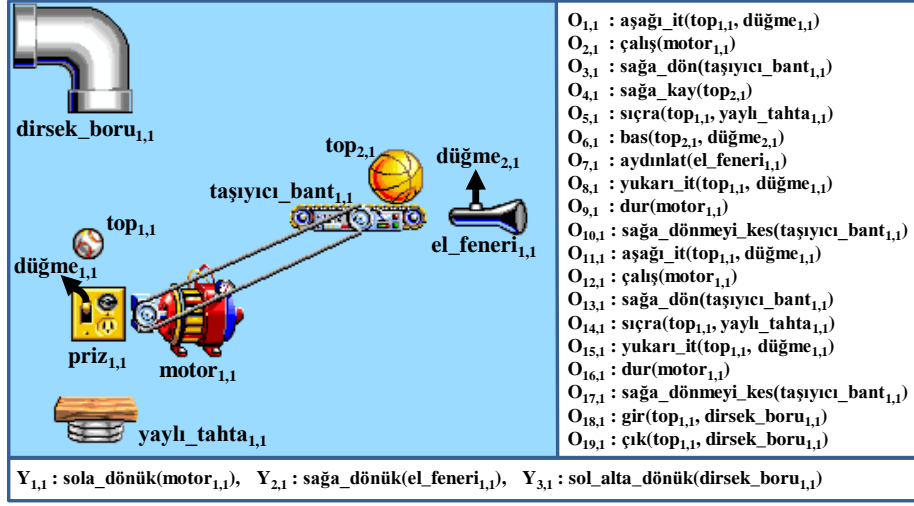 dirsek_boru1,1
top2,1
düğme2,1
taşıyıcı_bant1,1
el_feneri1,1
top1,1
düğme1,1
priz1,1
motor1,1
yaylı_tahta1,1
O1,1 : aşağı_it(top1,1, düğme1,1)
O2,1 : çalış(motor1,1)
O3,1 : sağa_dön(taşıyıcı_bant1,1)
O4,1 : sağa_kay(top2,1)
O5,1 : sıçra(top1,1, yaylı_tahta1,1)
O6,1 : bas(top2,1, düğme2,1)
O7,1 : aydınlat(el_feneri1,1)
O8,1 : yukarı_it(top1,1, düğme1,1)
O9,1 : dur(motor1,1)
O10,1 : sağa_dönmeyi_kes(taşıyıcı_bant1,1)
O11,1 : aşağı_it(top1,1, düğme1,1)
O12,1 : çalış(motor1,1)
O13,1 : sağa_dön(taşıyıcı_bant1,1)
O14,1 : sıçra(top1,1, yaylı_tahta1,1)
O15,1 : yukarı_it(top1,1, düğme1,1)
O16,1 : dur(motor1,1)
O17,1 : sağa_dönmeyi_kes(taşıyıcı_bant1,1)
O18,1 : gir(top1,1, dirsek_boru1,1)
O19,1 : çık(top1,1, dirsek_boru1,1)
Y1,1 : sola_dönük(motor1,1), Y2,1 : sağa_dönük(el_feneri1,1), Y3,1 : sol_alta_dönük(dirsek_boru1,1)